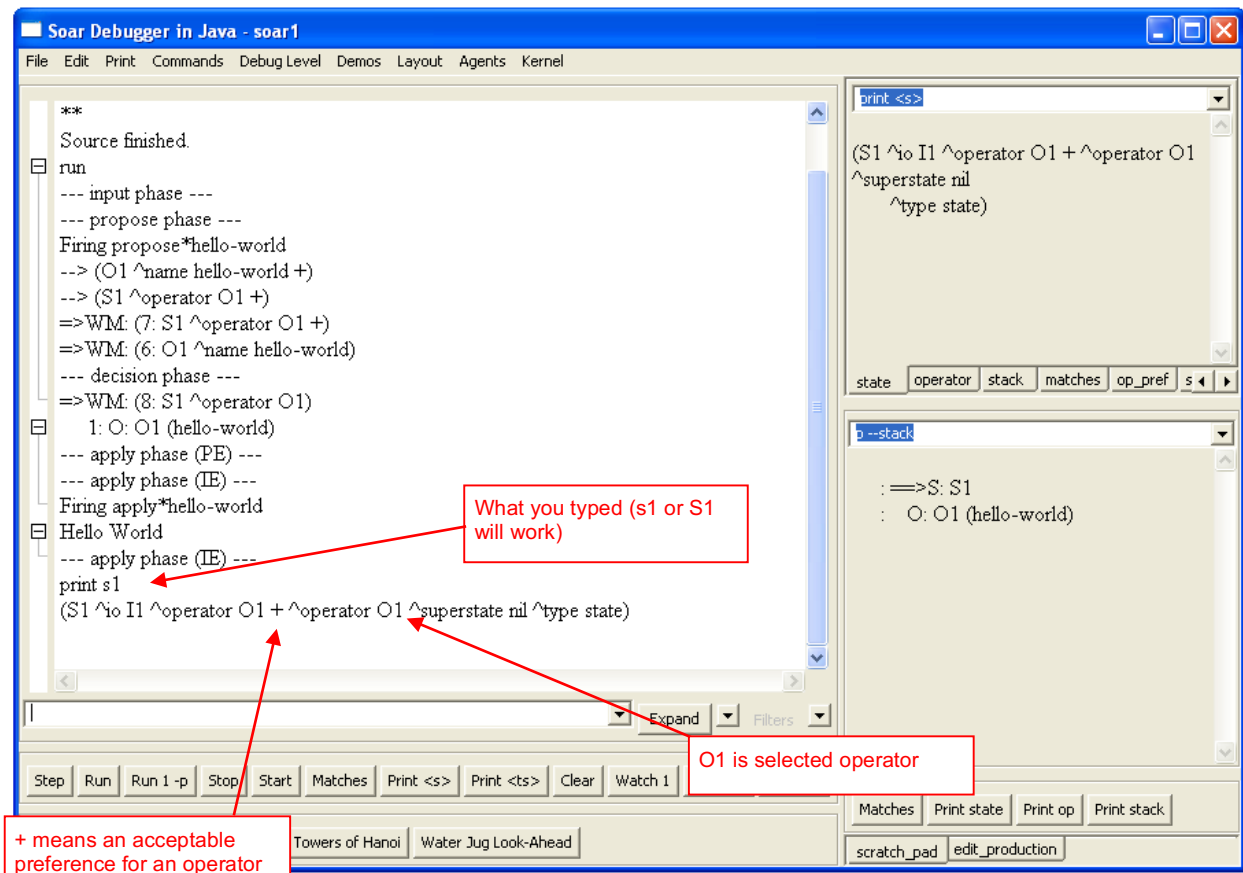 Soar Debugger in Java - soar1
File Edit Print Commands Debug Level Demos Layout Agents Kernel
**
Source finished.
run
--- input phase ---
--- propose phase ---
Firing propose*hello-world
--> (O1 ^name hello-world +)
--> (S1 ^operator O1 +)
=>WM: (7: S1 ^operator O1 +)
=>WM: (6: O1 ^name hello-world)
--- decision phase ---
=>WM: (8: S1 ^operator O1)
1: O: O1 (hello-world)
--- apply phase (PE) ---
--- apply phase (IE) ---
Firing apply*hello-world
Hello World
--- apply phase (IE) ---
print s1
(S1 ^io I1 ^operator O1 + ^operator O1 ^superstate nil ^type state)
What you typed (s1 or S1
will work)
Expand Filters
Step Run Run 1 -p Stop Start Matches Print <s> Print <ts> Clear Watch 1
O1 is selected operator
+ means an acceptable
preference for an operator
Towers of Hanoi Water Jug Look-Ahead
print <s>
(S1 ^io I1 ^operator O1 + ^operator O1
^superstate nil
^type state)
state operator stack matches op_pref s
p --stack
: ==>S: S1
: O: O1 (hello-world)
Matches Print state Print op Print stack
scratch_pad edit_production